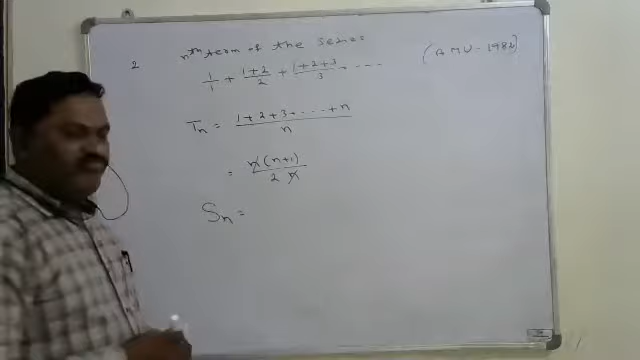 2 nth term of the series (AMU - 1982)
1/1 + (1+2)/2 + (1+2+3)/3 + - - - -
Tn = (1+2+3+ - - - - +n)/n
= n(n+1)/2n
Sn =